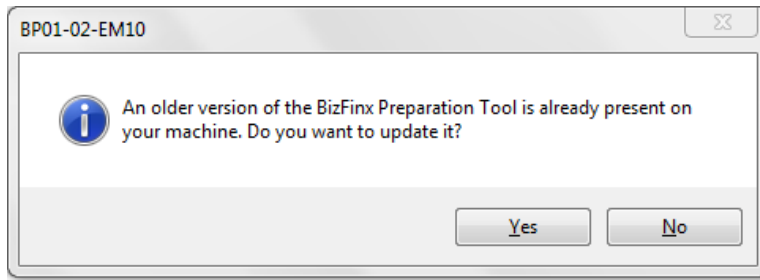 BP01-02-EM10
An older version of the BizFinx Preparation Tool is already present on
your machine. Do you want to update it?
Yes
No